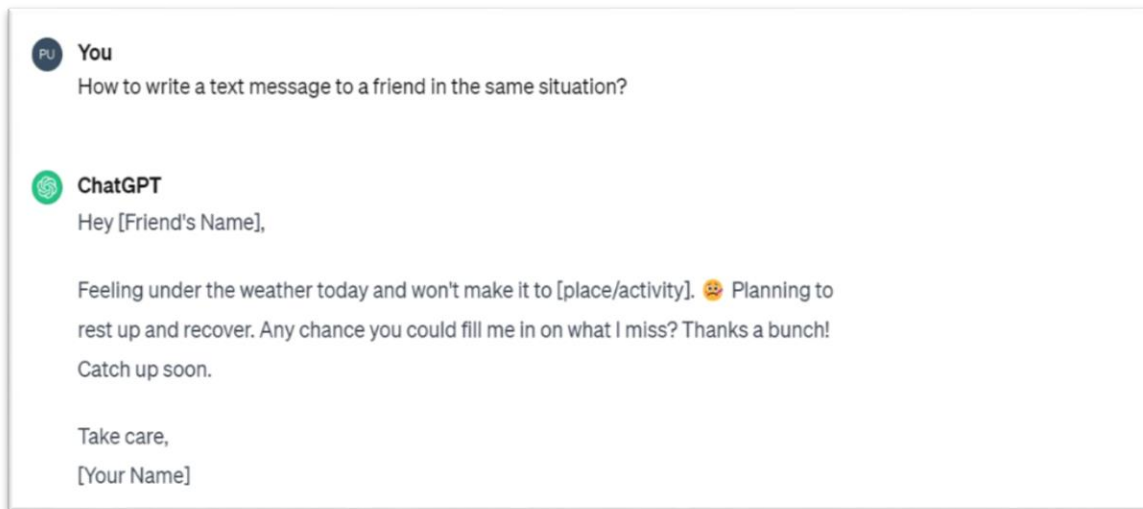 PU You
How to write a text message to a friend in the same situation?
ChatGPT
Hey [Friend's Name],
Feeling under the weather today and won't make it to [place/activity]. 🤒 Planning to
rest up and recover. Any chance you could fill me in on what I miss? Thanks a bunch!
Catch up soon.
Take care,
[Your Name]